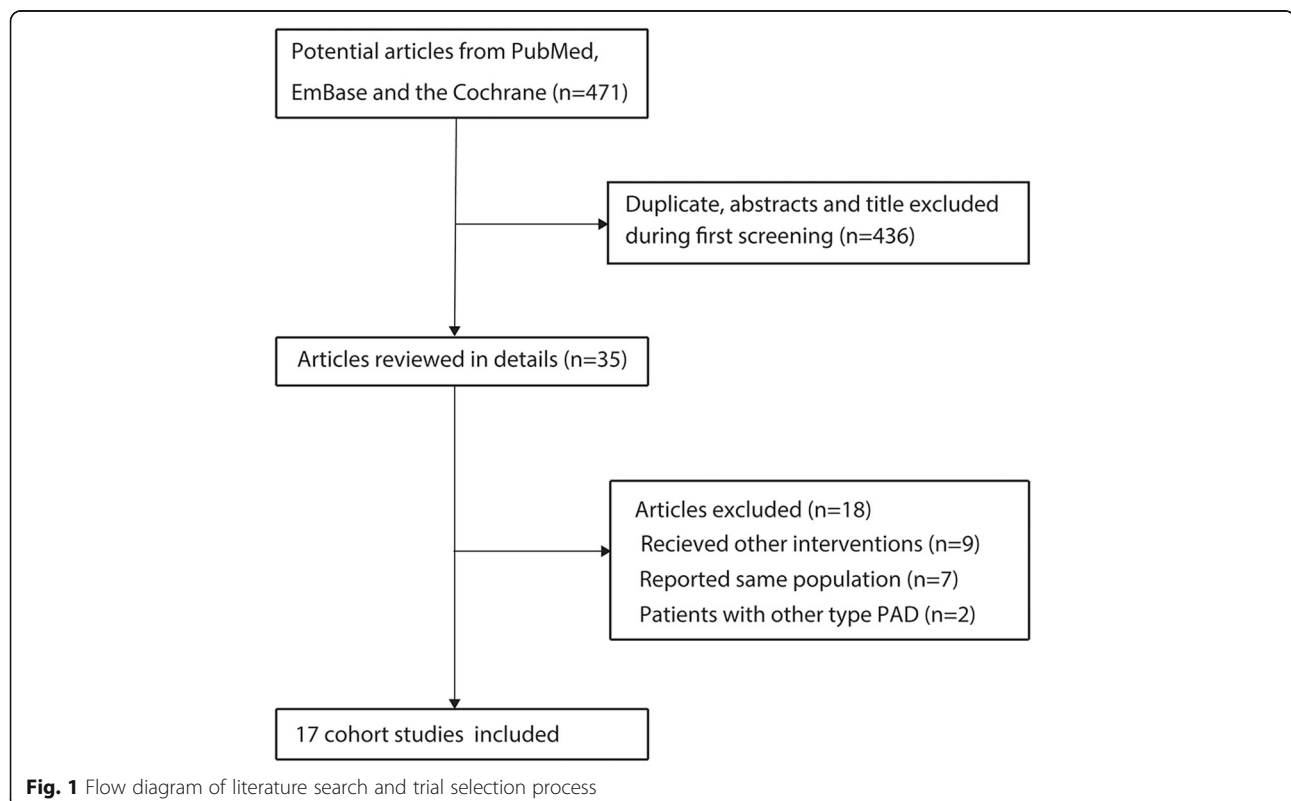 Potential articles from PubMed,
EmBase and the Cochrane (n=471)
Duplicate, abstracts and title excluded
during first screening (n=436)
Articles reviewed in details (n=35)
Articles excluded (n=18)
Recieved other interventions (n=9)
Reported same population (n=7)
Patients with other type PAD (n=2)
17 cohort studies included
Fig. 1 Flow diagram of literature search and trial selection process